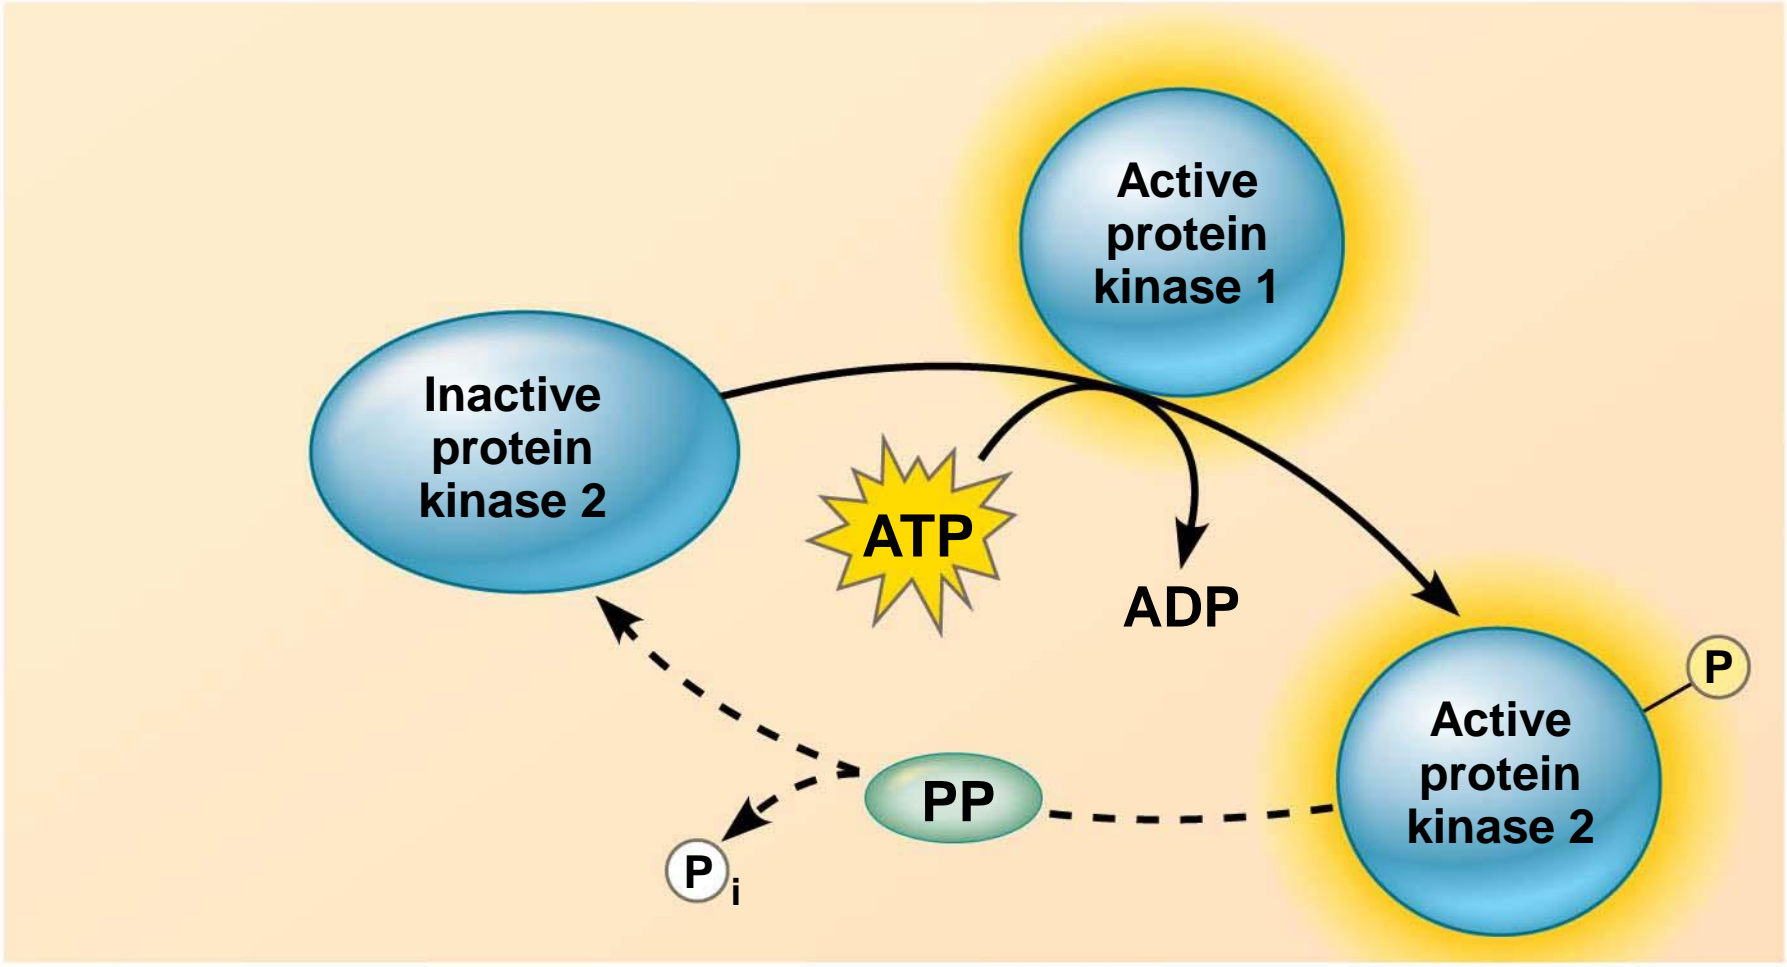 Active
protein
kinase 1
Inactive
protein
kinase 2
ATP
ADP
P
Active
protein
kinase 2
PP
P i